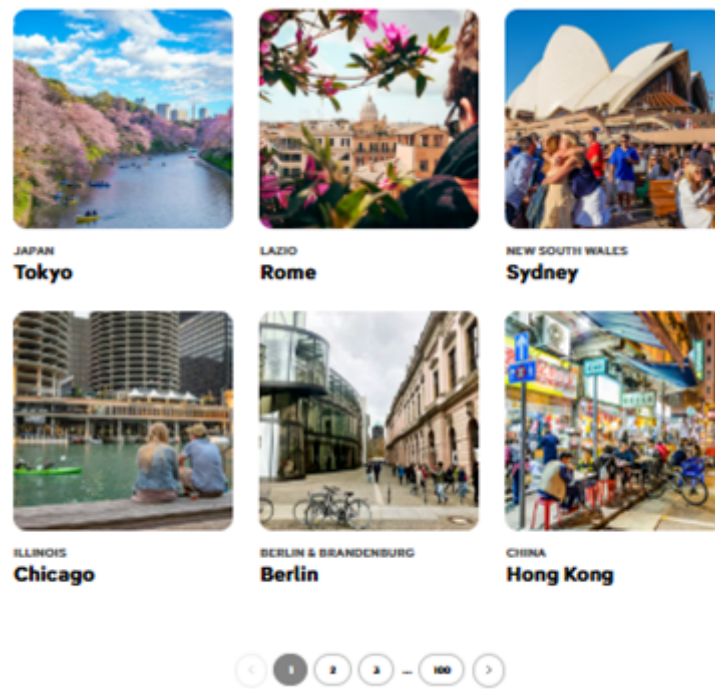 JAPAN
Tokyo
LAZIO
Rome
NEW SOUTH WALES
Sydney
ILLINOIS
Chicago
BERLIN & BRANDENBURG
Berlin
CHINA
Hong Kong
1 2 3 ... 100